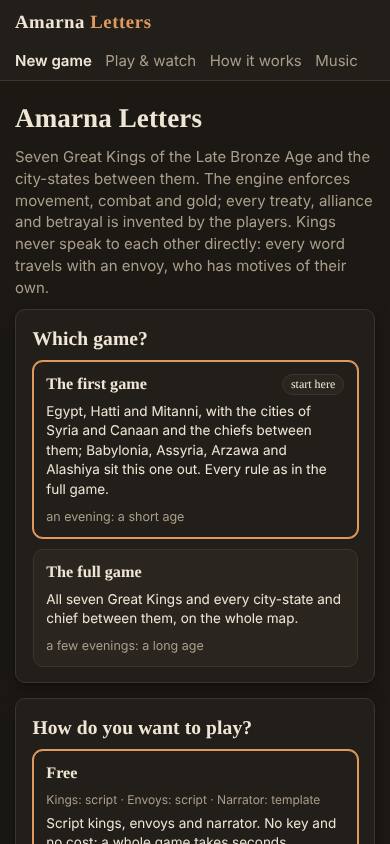 Amarna Letters
New game Play & watch How it works Music
Amarna Letters
Seven Great Kings of the Late Bronze Age and the
city-states between them. The engine enforces
movement, combat and gold; every treaty, alliance
and betrayal is invented by the players. Kings
never speak to each other directly: every word
travels with an envoy, who has motives of their
own.
Which game?
The first game start here
Egypt, Hatti and Mitanni, with the cities of
Syria and Canaan and the chiefs between
them; Babylonia, Assyria, Arzawa and
Alashiya sit this one out. Every rule as in the
full game.
an evening: a short age
The full game
All seven Great Kings and every city-state and
chief between them, on the whole map.
a few evenings: a long age
How do you want to play?
Free
Kings: script · Envoys: script · Narrator: template
Script kings, envoys and narrator. No key and
no cost: a whole game takes seconds.